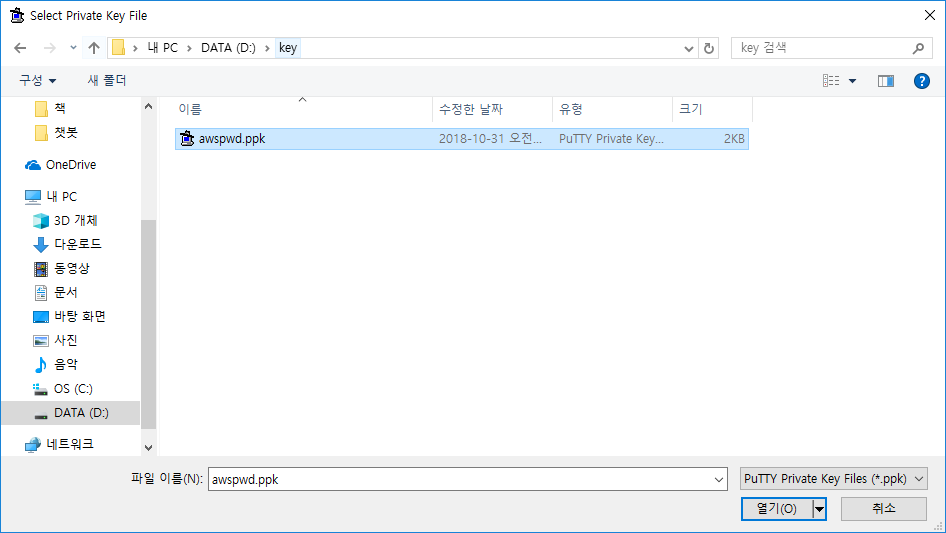 Select Private Key File
내 PC > DATA (D:) > key
key 검색
구성
새 폴더
이름
수정한 날짜
유형
크기
awspwd.ppk
2018-10-31 오전...
PuTTY Private Key...
2KB
책
챗봇
OneDrive
내 PC
3D 개체
다운로드
동영상
문서
바탕 화면
사진
음악
OS (C:)
DATA (D:)
네트워크
파일 이름(N):
awspwd.ppk
PuTTY Private Key Files (*.ppk)
열기(O)
취소